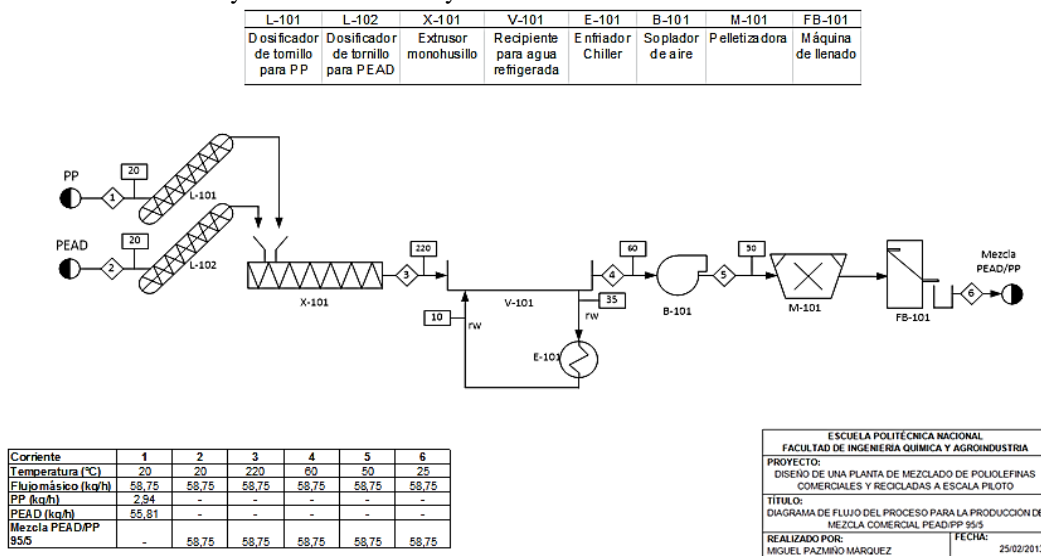 L-101 L-102 X-101 V-101 E-101 B-101 M-101 FB-101
Dosificador Dosificador Extrusor Recipiente Enfriador Soplador Pelletizadora Máquina
de tornillo de tornillo monohusillo para agua Chiller de aire de llenado
para PP para PEAD refrigerada
PP
20
1
L-101
PEAD
20
2
L-102
X-101
3
220
V-101
10
rw
35
rw
E-101
4
60
B-101
5
50
M-101
FB-101
6
Mezcla
PEAD/PP
Corriente 1 2 3 4 5 6
Temperatura (°C) 20 20 220 60 50 25
Flujo másico (kg/h) 58,75 58,75 58,75 58,75 58,75 58,75
PP (kg/h) 2,94 - - - - -
PEAD (kg/h) 55,81 - - - - -
Mezcla PEAD/PP
95/5 - 58,75 58,75 58,75 58,75 58,75
ESCUELA POLITÉCNICA NACIONAL
FACULTAD DE INGENIERÍA QUÍMICA Y AGROINDUSTRIA
PROYECTO:
DISEÑO DE UNA PLANTA DE MEZCLADO DE POLIOLEFINAS
COMERCIALES Y RECICLADAS A ESCALA PILOTO
TÍTULO:
DIAGRAMA DE FLUJO DEL PROCESO PARA LA PRODUCCIÓN DE
MEZCLA COMERCIAL PEAD/PP 95/5
REALIZADO POR: FECHA:
MIGUEL PAZMIÑO MARQUEZ